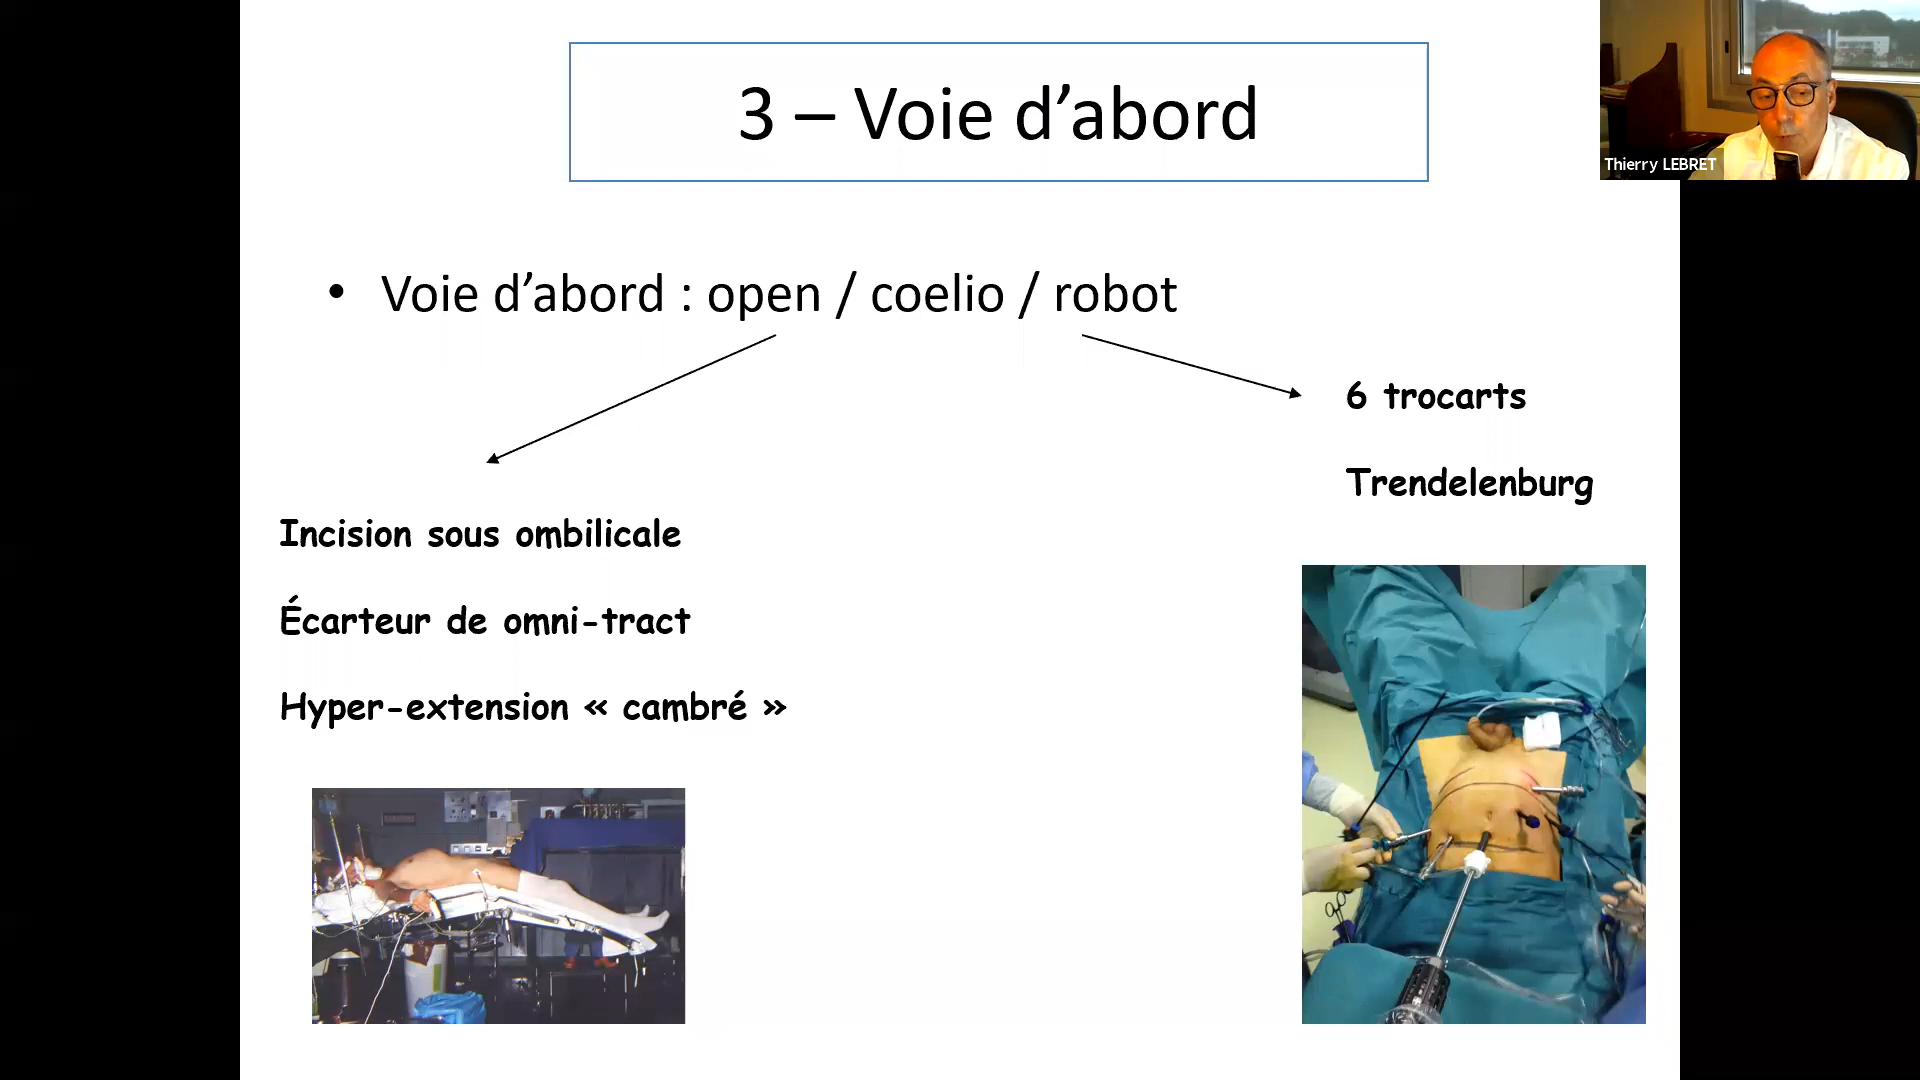 3 – Voie d’abord
Thierry LEBRET
• Voie d’abord : open / coelio / robot
6 trocarts
Trendelenburg
Incision sous ombilicale
Écarteur de omni-tract
Hyper-extension « cambré »